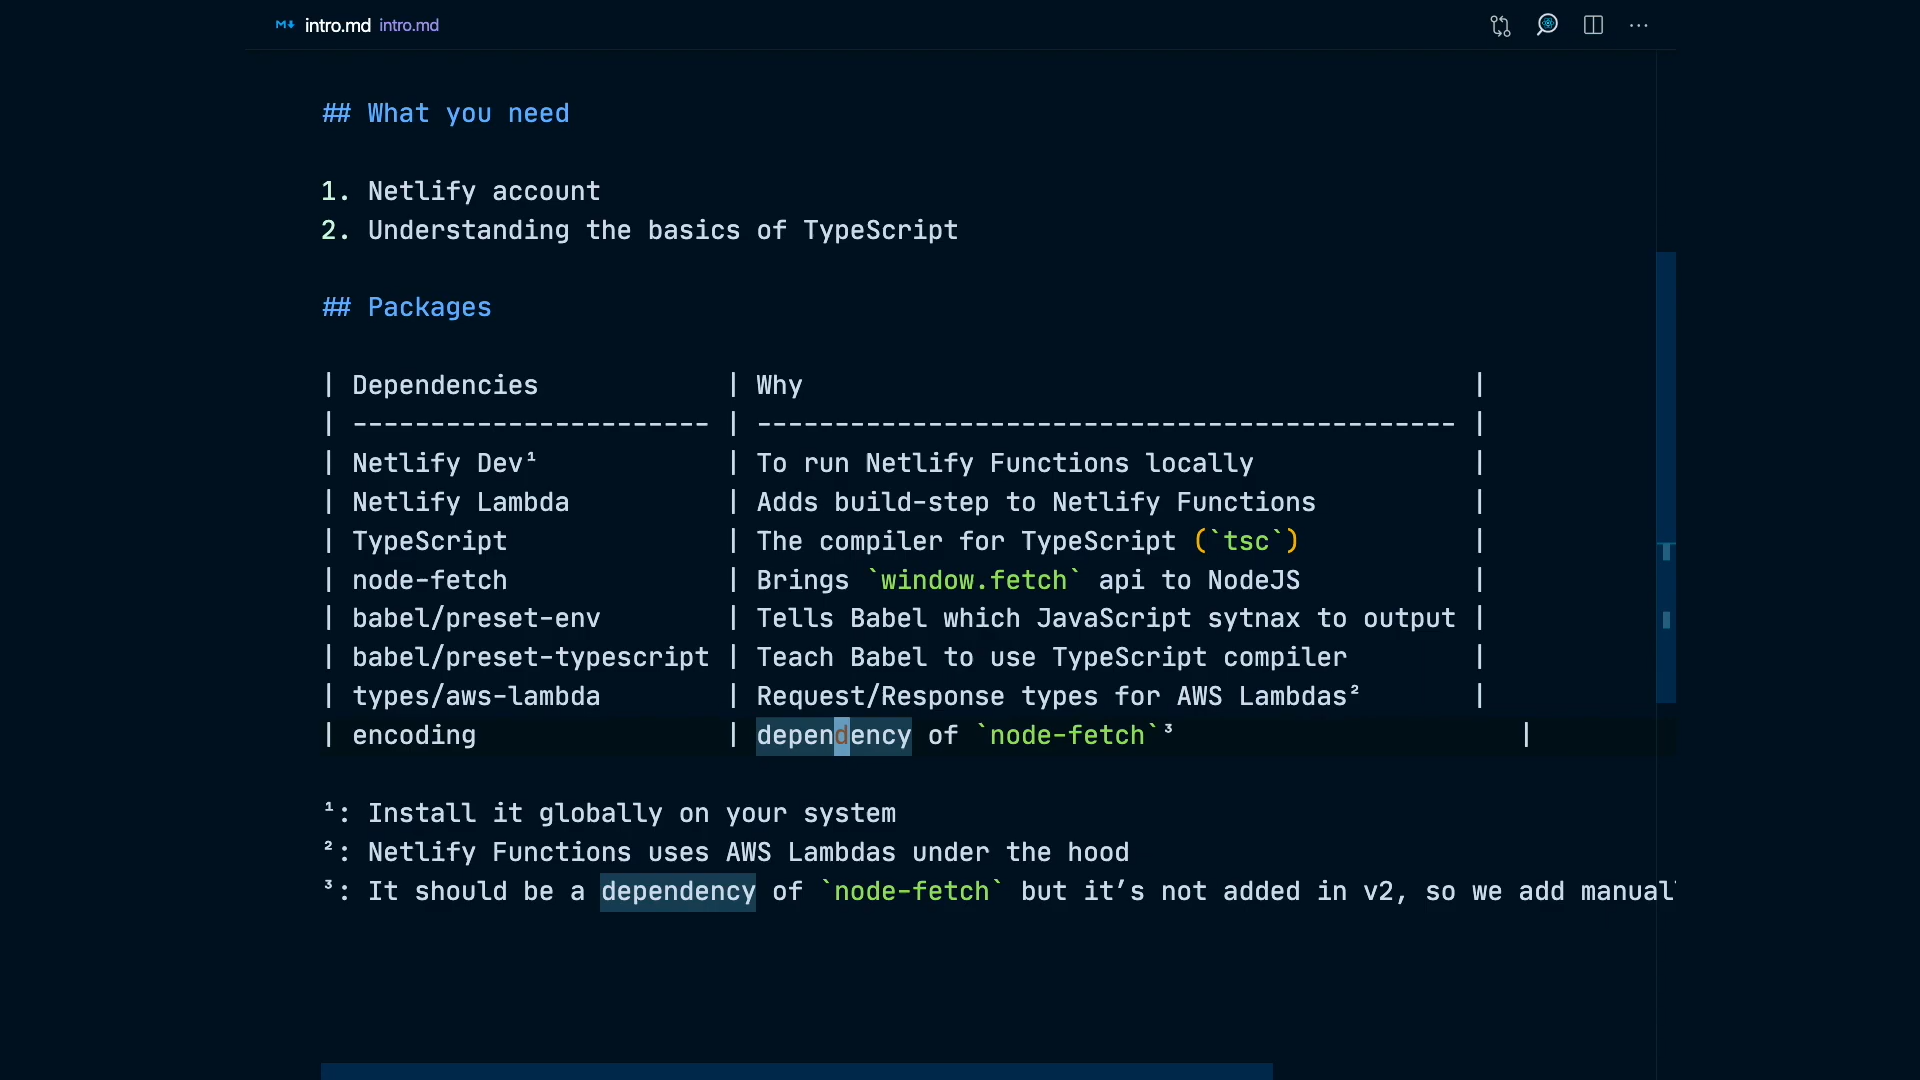 intro.md intro.md
## What you need
1. Netlify account
2. Understanding the basics of TypeScript
## Packages
| Dependencies | Why |
| ----------------------- | --------------------------------------------- |
| Netlify Dev¹ | To run Netlify Functions locally |
| Netlify Lambda | Adds build-step to Netlify Functions |
| TypeScript | The compiler for TypeScript (`tsc`) |
| node-fetch | Brings `window.fetch` api to NodeJS |
| babel/preset-env | Tells Babel which JavaScript sytnax to output |
| babel/preset-typescript | Teach Babel to use TypeScript compiler |
| types/aws-lambda | Request/Response types for AWS Lambdas² |
| encoding | dependency of `node-fetch`³ |
¹: Install it globally on your system
²: Netlify Functions uses AWS Lambdas under the hood
³: It should be a dependency of `node-fetch` but it’s not added in v2, so we add manual